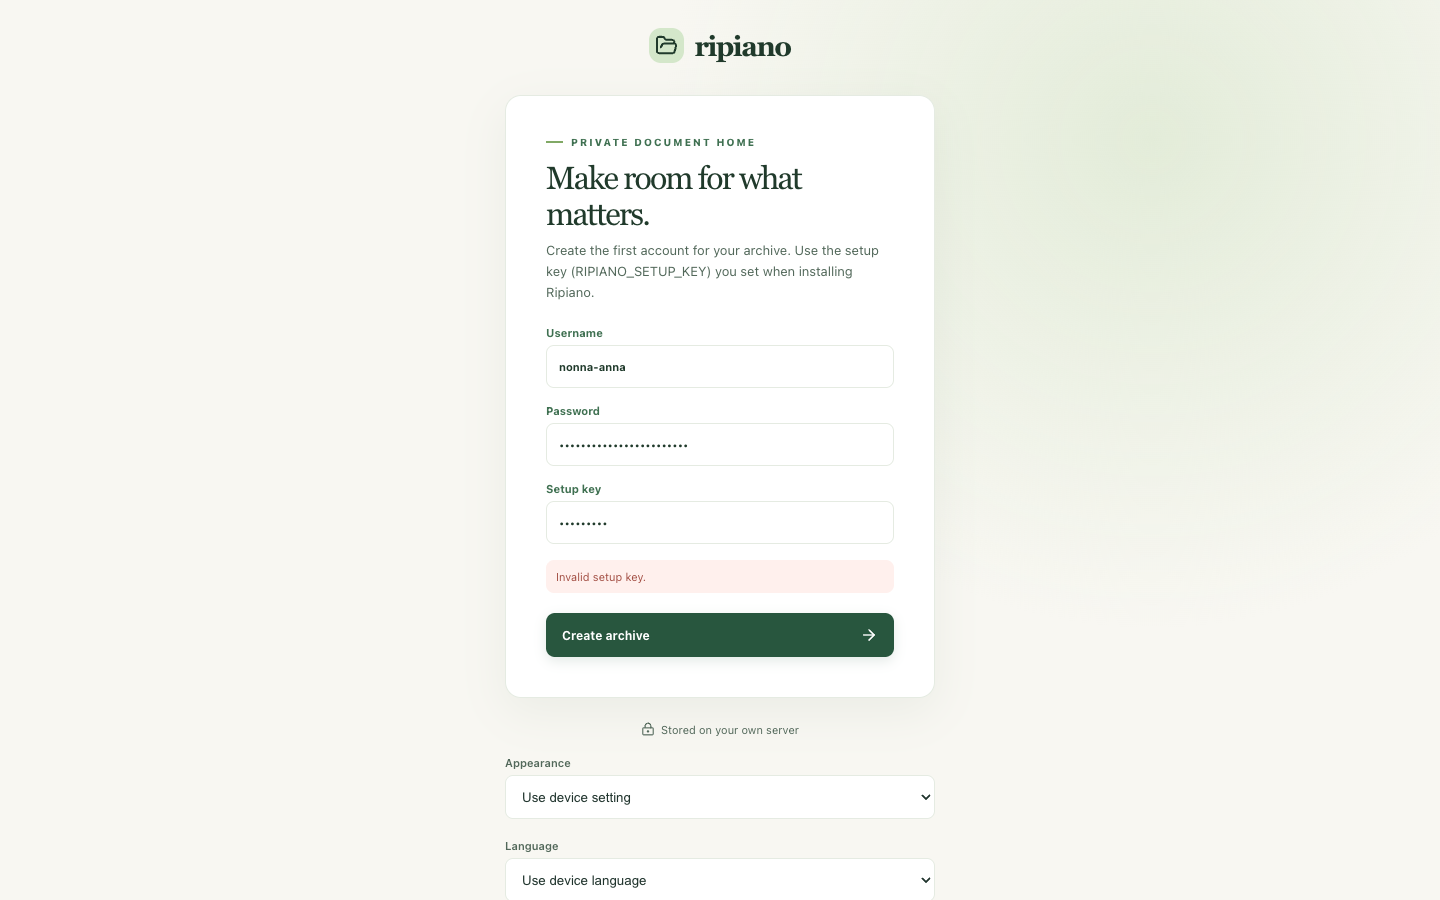 ripiano
PRIVATE DOCUMENT HOME
Make room for what
matters.
Create the first account for your archive. Use the setup
key (RIPIANO_SETUP_KEY) you set when installing
Ripiano.
Username
nonna-anna
Password
••••••••••••••••••••••••
Setup key
•••••••••
Invalid setup key.
Create archive
Stored on your own server
Appearance
Use device setting
Language
Use device language